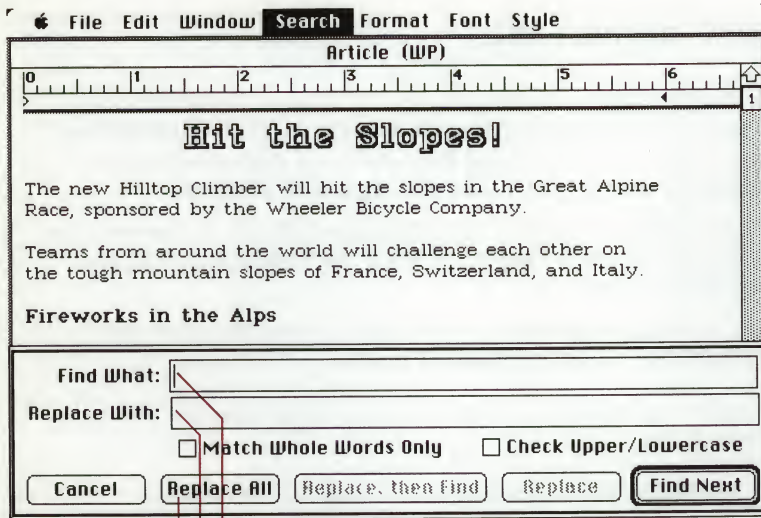 File Edit Window Search Format Font Style
Article (WP)
0 1 2 3 4 5 6
1
Hit the Slopes!
The new Hilltop Climber will hit the slopes in the Great Alpine
Race, sponsored by the Wheeler Bicycle Company.
Teams from around the world will challenge each other on
the tough mountain slopes of France, Switzerland, and Italy.
Fireworks in the Alps
Find What:
Replace With:
Match Whole Words Only Check Upper/Lowercase
Cancel Replace All Replace, then Find Replace Find Next